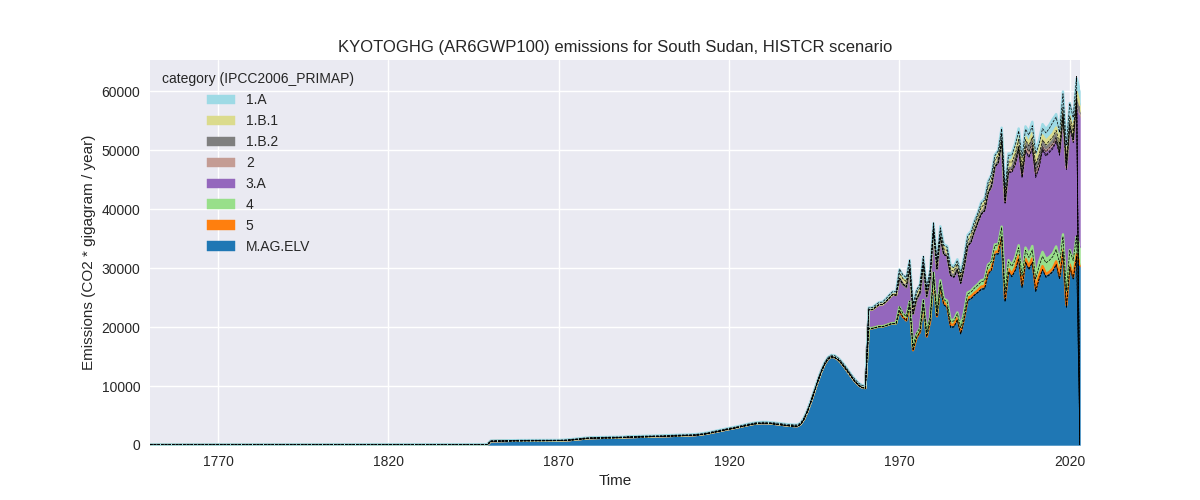 KYOTOGHG (AR6GWP100) emissions for South Sudan, HISTCR scenario
category (IPCC2006_PRIMAP)
1.A
1.B.1
1.B.2
2
3.A
4
5
M.AG.ELV
Emissions (CO2 * gigagram / year)
60000
50000
40000
30000
20000
10000
0
1770 1820 1870 1920 1970 2020
Time